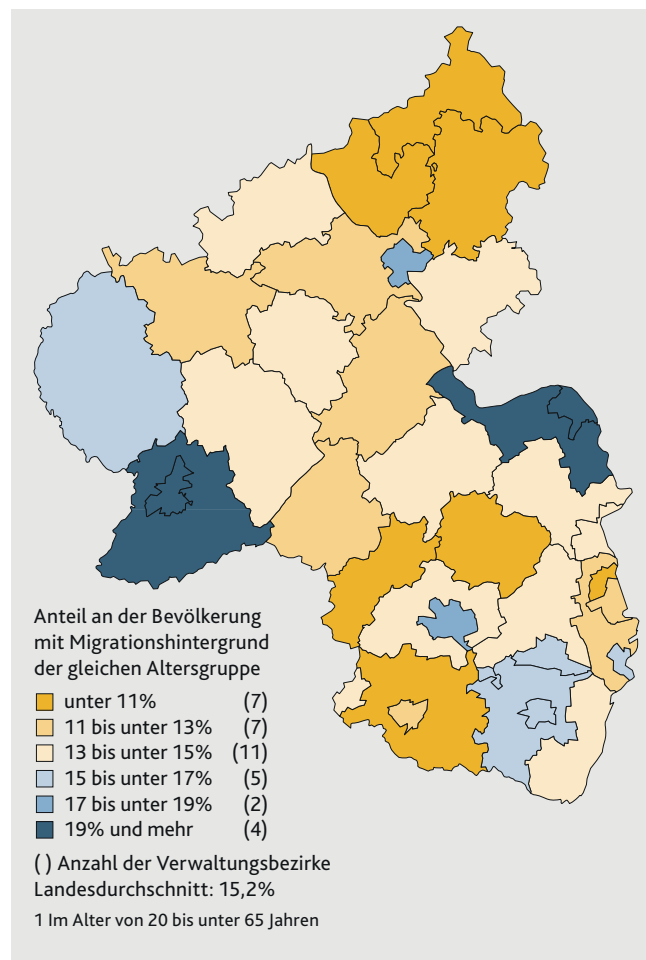 Anteil an der Bevölkerung
mit Migrationshintergrund
der gleichen Altersgruppe
unter 11% (7)
11 bis unter 13% (7)
13 bis unter 15% (11)
15 bis unter 17% (5)
17 bis unter 19% (2)
19% und mehr (4)
( ) Anzahl der Verwaltungsbezirke
Landesdurchschnitt: 15,2%
1 Im Alter von 20 bis unter 65 Jahren